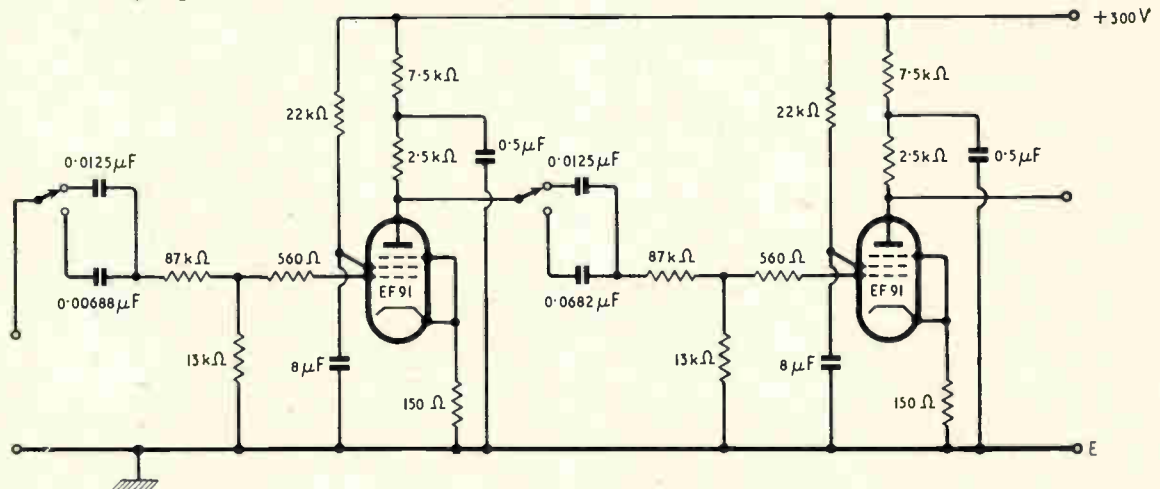 +300V
7.5kΩ
7.5kΩ
22kΩ
22kΩ
0.5μF
0.5μF
2.5kΩ
2.5kΩ
0.0125μF
0.0125μF
87kΩ
560Ω
87kΩ
560Ω
EF91
EF91
0.00688μF
0.0682μF
13kΩ
8μF
13kΩ
8μF
150Ω
150Ω
E